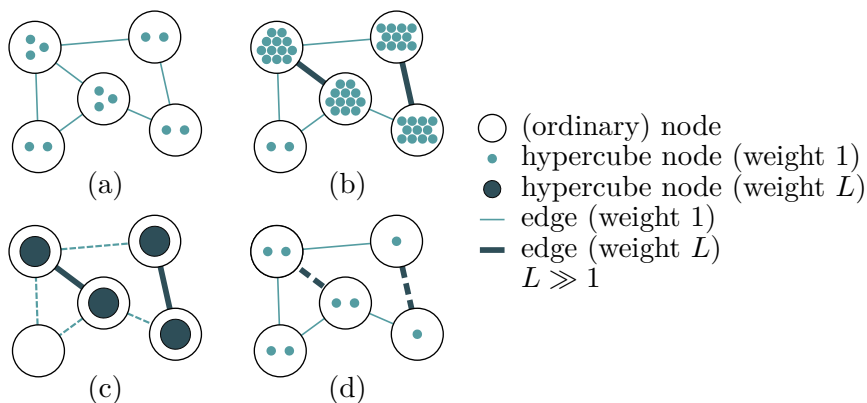 (a)
(b)
(c)
(d)
(ordinary) node
hypercube node (weight 1)
hypercube node (weight L)
edge (weight 1)
edge (weight L)
L ≫ 1